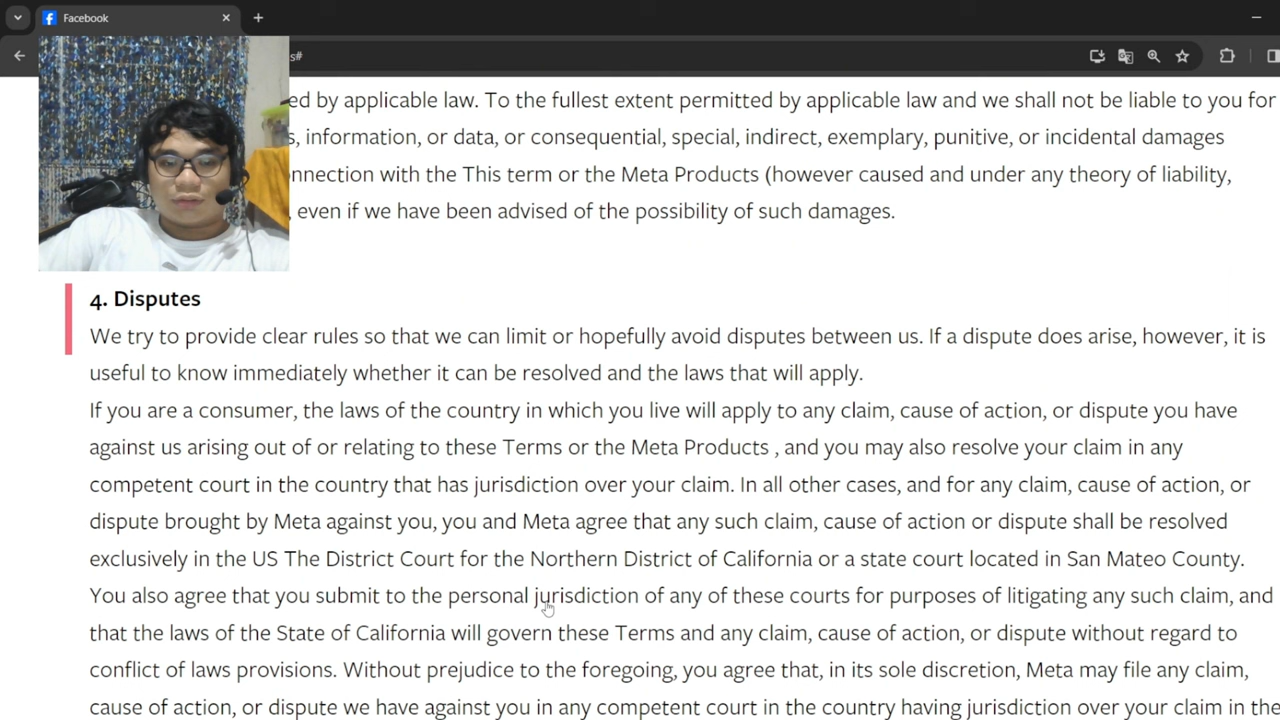 Facebook
s#
ed by applicable law. To the fullest extent permitted by applicable law and we shall not be liable to you for
s, information, or data, or consequential, special, indirect, exemplary, punitive, or incidental damages
nnection with the This term or the Meta Products (however caused and under any theory of liability,
, even if we have been advised of the possibility of such damages.
4. Disputes
We try to provide clear rules so that we can limit or hopefully avoid disputes between us. If a dispute does arise, however, it is
useful to know immediately whether it can be resolved and the laws that will apply.
If you are a consumer, the laws of the country in which you live will apply to any claim, cause of action, or dispute you have
against us arising out of or relating to these Terms or the Meta Products , and you may also resolve your claim in any
competent court in the country that has jurisdiction over your claim. In all other cases, and for any claim, cause of action, or
dispute brought by Meta against you, you and Meta agree that any such claim, cause of action or dispute shall be resolved
exclusively in the US The District Court for the Northern District of California or a state court located in San Mateo County.
You also agree that you submit to the personal jurisdiction of any of these courts for purposes of litigating any such claim, and
that the laws of the State of California will govern these Terms and any claim, cause of action, or dispute without regard to
conflict of laws provisions. Without prejudice to the foregoing, you agree that, in its sole discretion, Meta may file any claim,
cause of action, or dispute we have against you in any competent court in the country having jurisdiction over your claim in the